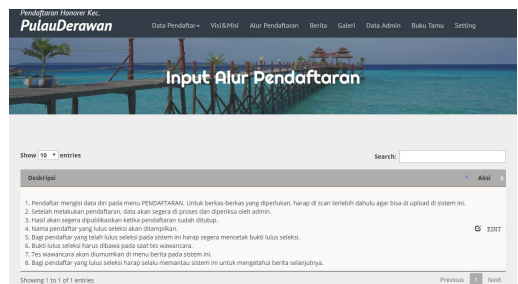 Pendaftaran Honorer Kec.
PulauDerawan
Data Pendaftar Visi&Misi Alur Pendaftaran Berita Galeri Data Admin Buku Tamu Setting
Input Alur Pendaftaran
Show 10 entries
Search:
Deskripsi Aksi
1. Pendaftar mengisi data diri pada menu PENDAFTARAN. Untuk berkas-berkas yang diperlukan, harap di scan terlebih dahulu agar bisa di upload di sistem ini.
2. Setelah melakukan pendaftaran, data akan segera di proses dan diperiksa oleh admin.
3. Hasil akan segera dipublikasikan ketika pendaftaran sudah ditutup.
4. Nama pendaftar yang lulus seleksi akan ditampilkan.
5. Bagi pendaftar yang telah lulus seleksi pada sistem ini harap segera mencetak bukti lulus seleksi.
6. Bukti lulus seleksi harus dibawa pada saat tes wawancara.
7. Tes wawancara akan diumumkan di menu berita pada sistem ini.
8. Bagi pendaftar yang lulus seleksi harap selalu memantau sistem ini untuk mengetahui berita selanjutnya.
EDIT
Showing 1 to 1 of 1 entries
Previous 1 Next